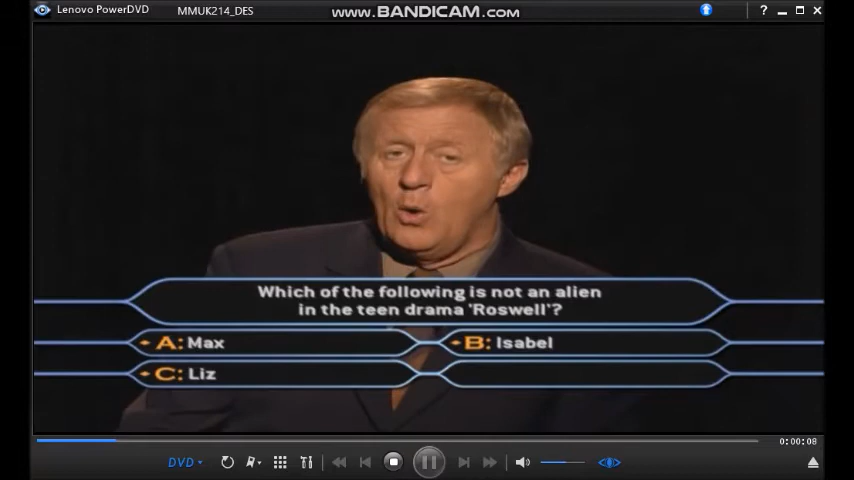 Lenovo PowerDVD
MMUK214_DES
www.BANDICAM.com
?
Which of the following is not an alien
in the teen drama 'Roswell'?
A: Max
B: Isabel
C: Liz
0:00:08
DVD